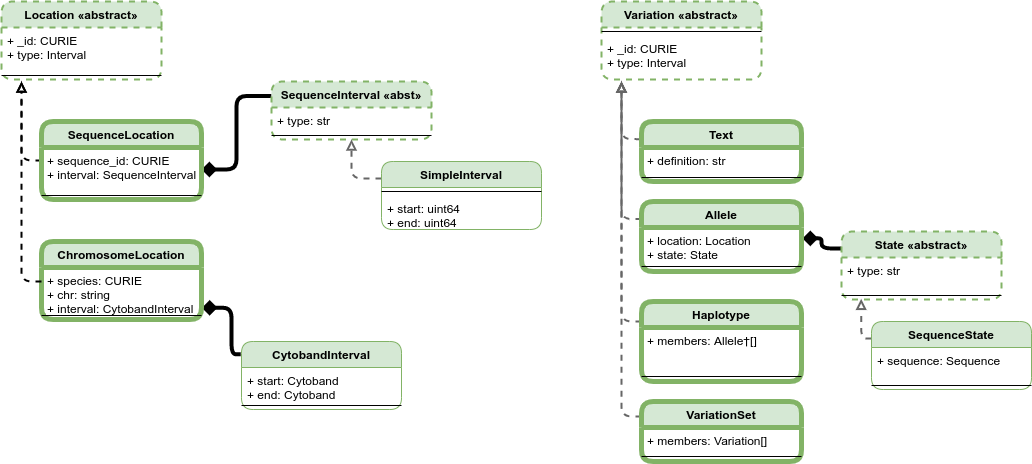 Location «abstract»
+ _id: CURIE
+ type: Interval
SequenceLocation
+ sequence_id: CURIE
+ interval: SequenceInterval
ChromosomeLocation
+ species: CURIE
+ chr: string
+ interval: CytobandInterval
SequenceInterval «abst»
+ type: str
SimpleInterval
+ start: uint64
+ end: uint64
CytobandInterval
+ start: Cytoband
+ end: Cytoband
Variation «abstract»
+ _id: CURIE
+ type: Interval
Text
+ definition: str
Allele
+ location: Location
+ state: State
Haplotype
+ members: Allele†[]
VariationSet
+ members: Variation[]
State «abstract»
+ type: str
SequenceState
+ sequence: Sequence